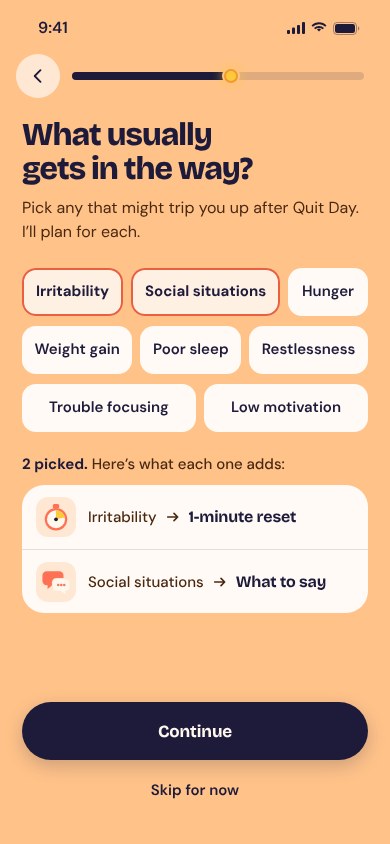 9:41
What usually
gets in the way?
Pick any that might trip you up after Quit Day.
I’ll plan for each.
Irritability
Social situations
Hunger
Weight gain
Poor sleep
Restlessness
Trouble focusing
Low motivation
2 picked. Here’s what each one adds:
Irritability → 1-minute reset
Social situations → What to say
Continue
Skip for now